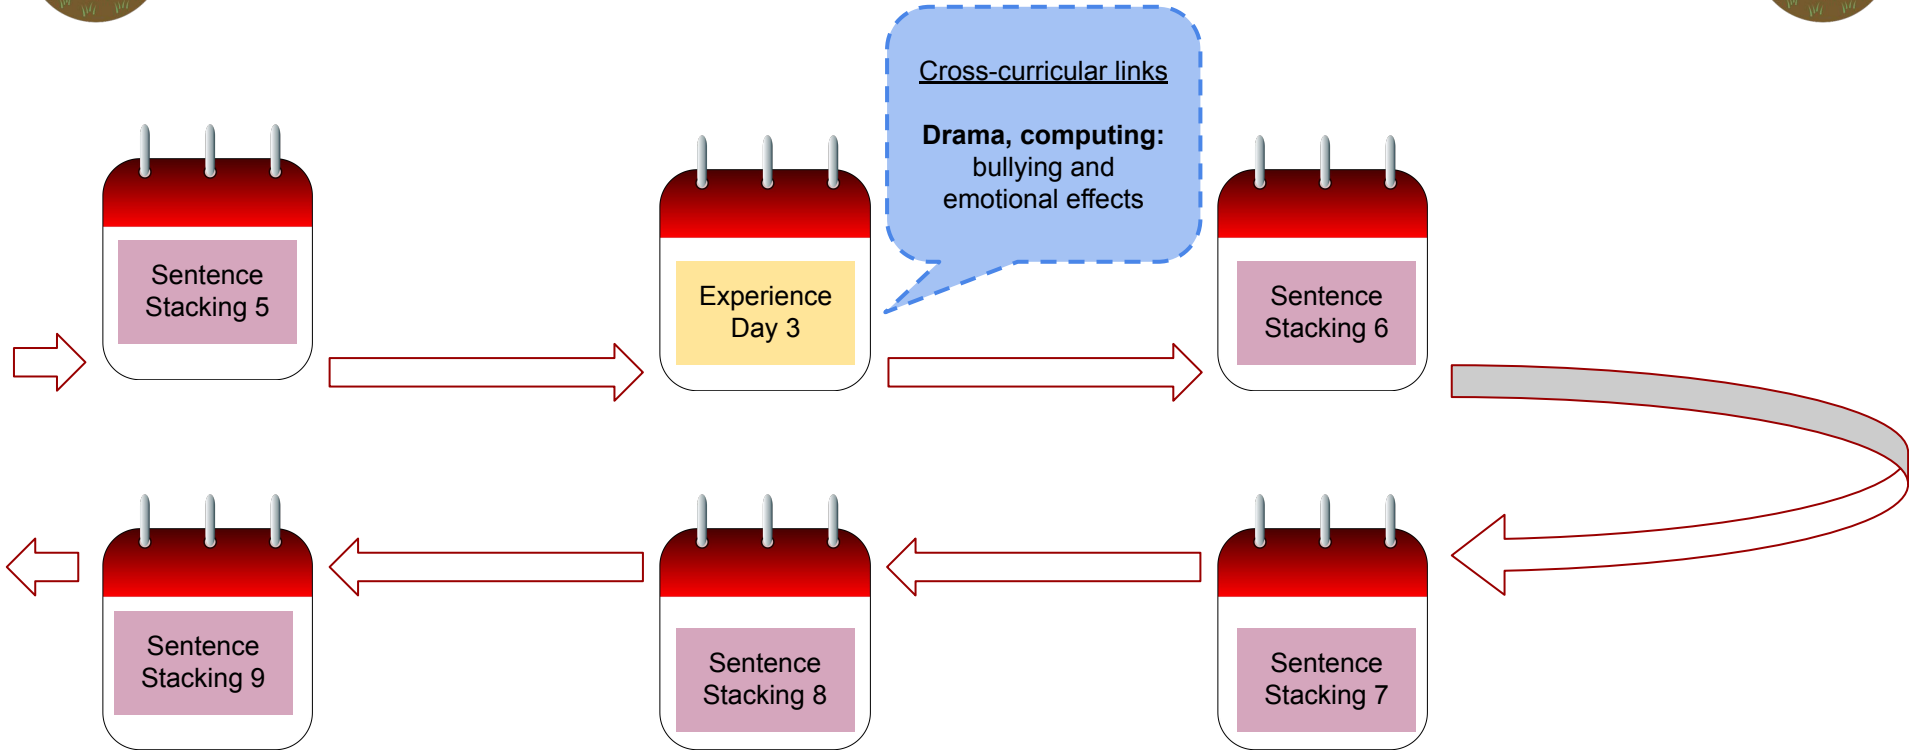 Cross-curricular links
Drama, computing:
bullying and
emotional effects
Sentence
Stacking 5
Experience
Day 3
Sentence
Stacking 6
Sentence
Stacking 7
Sentence
Stacking 8
Sentence
Stacking 9